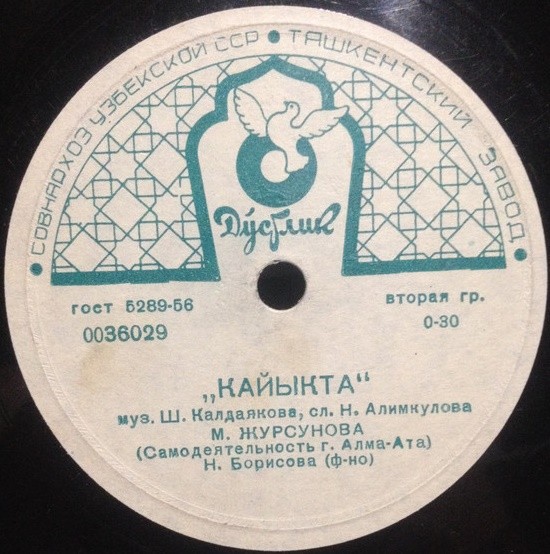 СОВНАРХОЗ УЗБЕКСКОЙ ССР • ТАШКЕНТСКИЙ ЗАВОД •
Дўстлик
гост 5289-56
вторая гр.
0036029
0-30
„КАЙЫКТА"
муз. Ш. Калдаякова, сл. Н. Алимкулова
М. ЖУРСУНОВА
(Самодеятельность г. Алма-Ата)
Н. Борисова (ф-но)